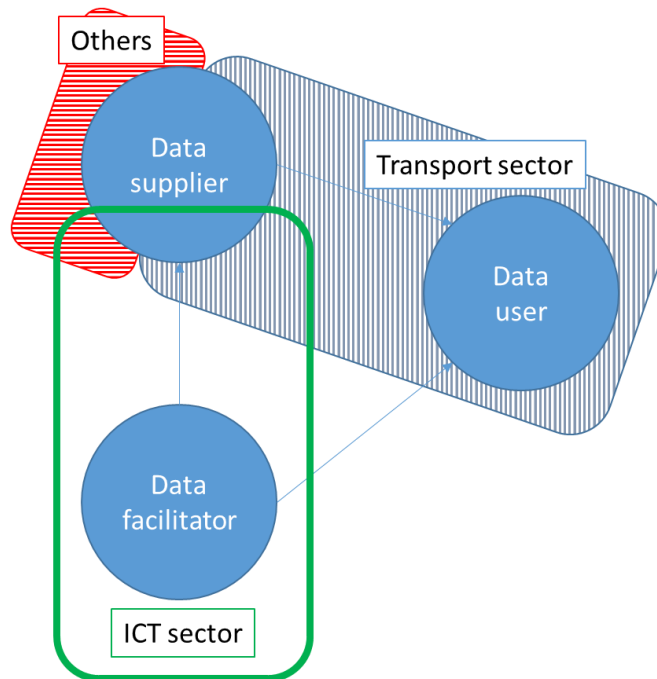 Others
Data
supplier
Transport sector
Data
user
Data
facilitator
ICT sector